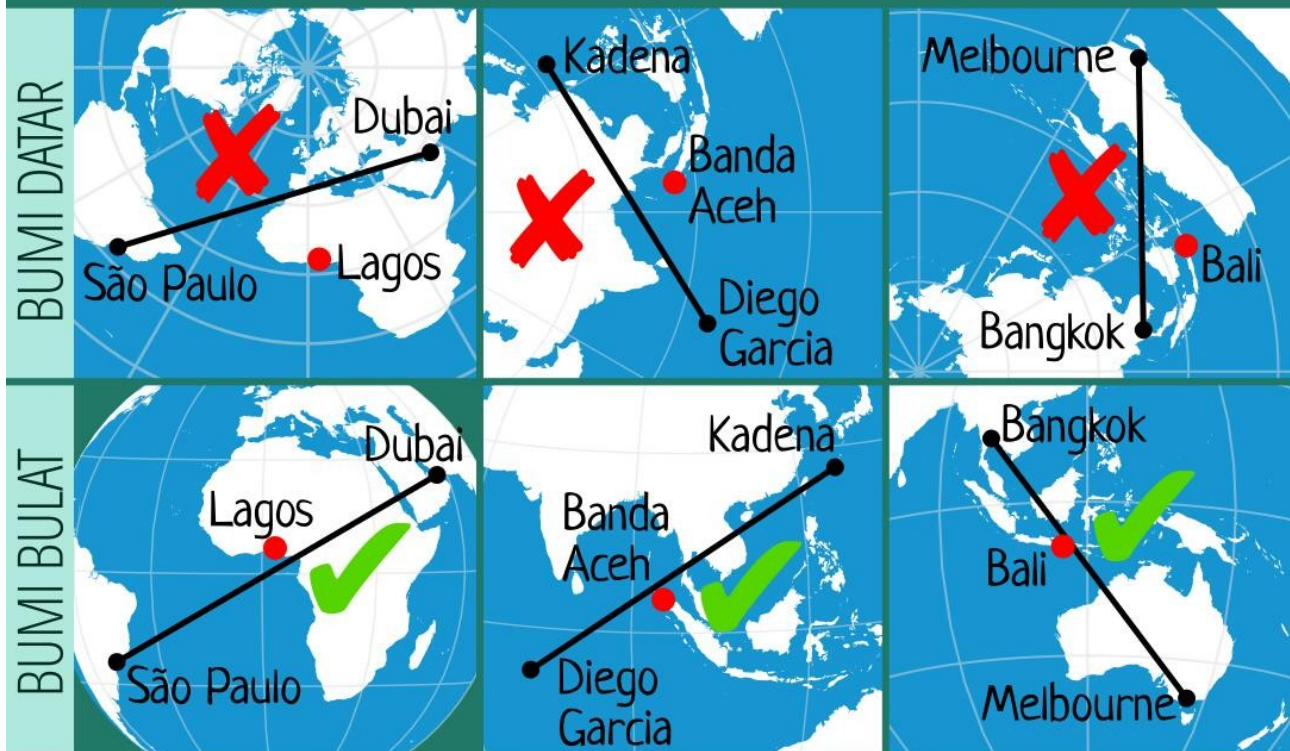 BUMI DATAR
Dubai
São Paulo
Lagos
Kadena
Banda
Aceh
Diego
Garcia
Melbourne
Bali
Bangkok
BUMI BULAT
Dubai
Lagos
São Paulo
Kadena
Banda
Aceh
Diego
Garcia
Bangkok
Bali
Melbourne